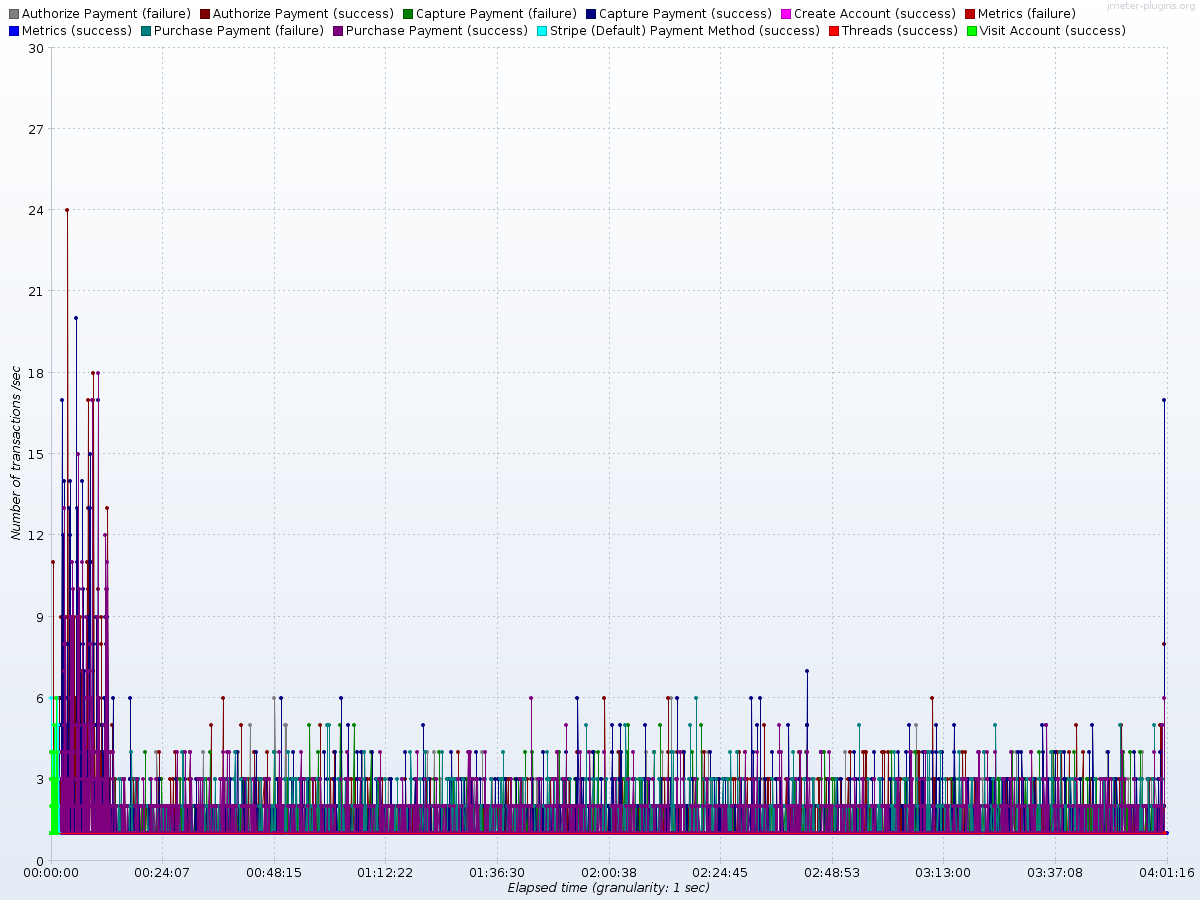 jmeter-plugins.org
Authorize Payment (failure) Authorize Payment (success) Capture Payment (failure) Capture Payment (success) Create Account (success) Metrics (failure)
Metrics (success) Purchase Payment (failure) Purchase Payment (success) Stripe (Default) Payment Method (success) Threads (success) Visit Account (success)
30
27
24
21
18
15
12
9
6
3
0
Number of transactions /sec
00:00:00 00:24:07 00:48:15 01:12:22 01:36:30 02:00:38 02:24:45 02:48:53 03:13:00 03:37:08 04:01:16
Elapsed time (granularity: 1 sec)